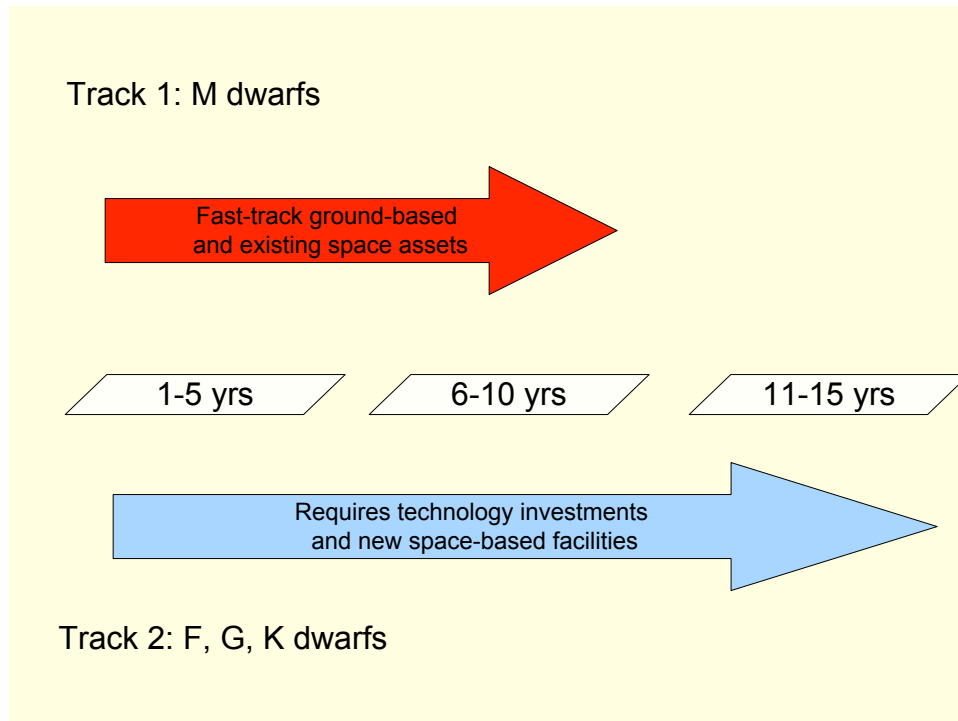 Track 1: M dwarfs
Fast-track ground-based
and existing space assets
1-5 yrs
6-10 yrs
11-15 yrs
Requires technology investments
and new space-based facilities
Track 2: F, G, K dwarfs